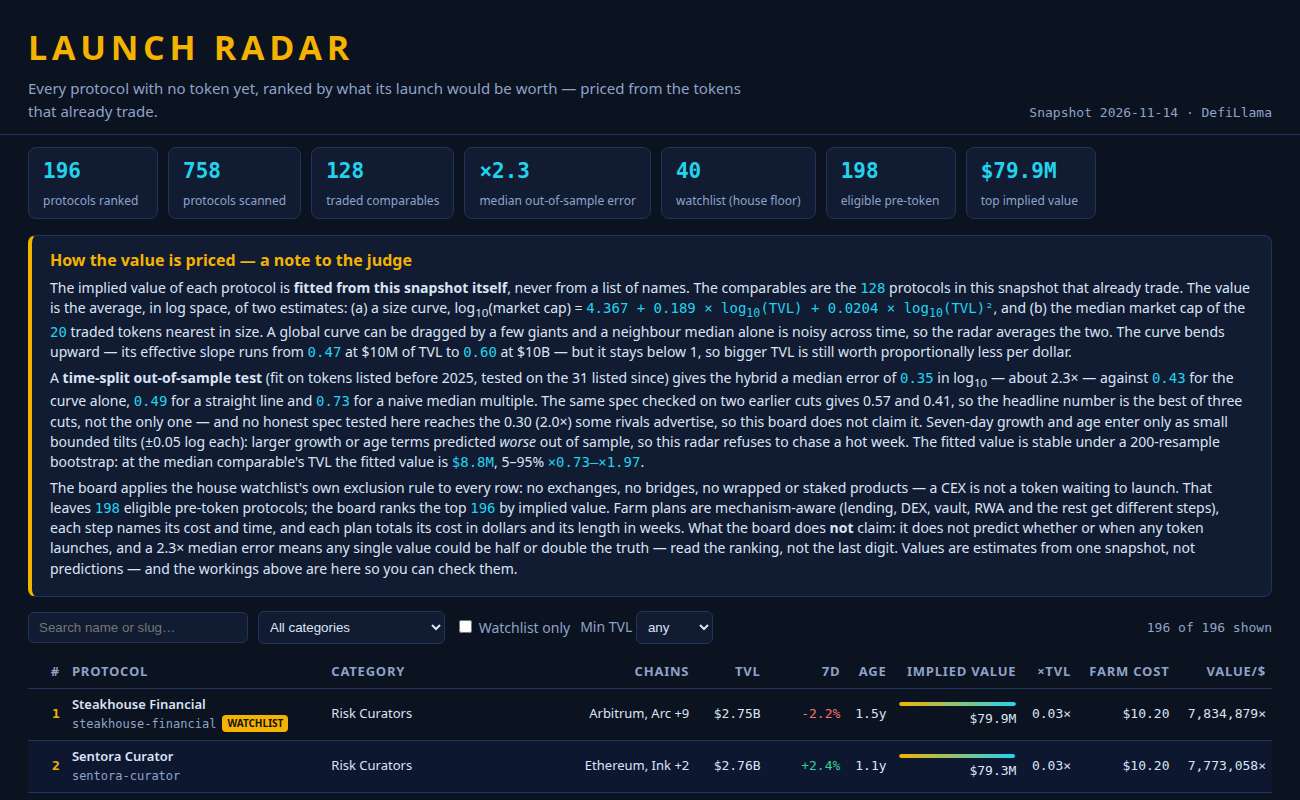 LAUNCH RADAR
Every protocol with no token yet, ranked by what its launch would be worth — priced from the tokens
that already trade.
Snapshot 2026-11-14 · DefiLlama
196
protocols ranked
758
protocols scanned
128
traded comparables
×2.3
median out-of-sample error
40
watchlist (house floor)
198
eligible pre-token
$79.9M
top implied value
How the value is priced — a note to the judge
The implied value of each protocol is fitted from this snapshot itself, never from a list of names. The comparables are the 128 protocols in this snapshot that already trade. The value
is the average, in log space, of two estimates: (a) a size curve, log10(market cap) = 4.367 + 0.189 × log10(TVL) + 0.0204 × log10(TVL)², and (b) the median market cap of the
20 traded tokens nearest in size. A global curve can be dragged by a few giants and a neighbour median alone is noisy across time, so the radar averages the two. The curve bends
upward — its effective slope runs from 0.47 at $10M of TVL to 0.60 at $10B — but it stays below 1, so bigger TVL is still worth proportionally less per dollar.
A time-split out-of-sample test (fit on tokens listed before 2025, tested on the 31 listed since) gives the hybrid a median error of 0.35 in log10 — about 2.3× — against 0.43 for the
curve alone, 0.49 for a straight line and 0.73 for a naive median multiple. The same spec checked on two earlier cuts gives 0.57 and 0.41, so the headline number is the best of three
cuts, not the only one — and no honest spec tested here reaches the 0.30 (2.0×) some rivals advertise, so this board does not claim it. Seven-day growth and age enter only as small
bounded tilts (±0.05 log each): larger growth or age terms predicted worse out of sample, so this radar refuses to chase a hot week. The fitted value is stable under a 200-resample
bootstrap: at the median comparable's TVL the fitted value is $8.8M, 5–95% ×0.73–×1.97.
The board applies the house watchlist's own exclusion rule to every row: no exchanges, no bridges, no wrapped or staked products — a CEX is not a token waiting to launch. That
leaves 198 eligible pre-token protocols; the board ranks the top 196 by implied value. Farm plans are mechanism-aware (lending, DEX, vault, RWA and the rest get different steps),
each step names its cost and time, and each plan totals its cost in dollars and its length in weeks. What the board does not claim: it does not predict whether or when any token
launches, and a 2.3× median error means any single value could be half or double the truth — read the ranking, not the last digit. Values are estimates from one snapshot, not
predictions — and the workings above are here so you can check them.
Search name or slug…
All categories
Watchlist only
Min TVL
any
196 of 196 shown
# PROTOCOL CATEGORY CHAINS TVL 7D AGE IMPLIED VALUE ×TVL FARM COST VALUE/$
1 Steakhouse Financial steakhouse-financial WATCHLIST Risk Curators Arbitrum, Arc +9 $2.75B -2.2% 1.5y $79.9M 0.03× $10.20 7,834,879×
2 Sentora Curator sentora-curator Risk Curators Ethereum, Ink +2 $2.76B +2.4% 1.1y $79.3M 0.03× $10.20 7,773,058×